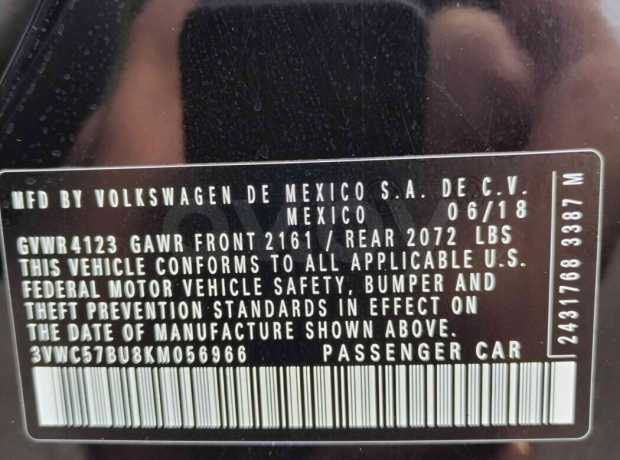 MFD BY VOLKSWAGEN DE MEXICO S.A. DE C.V.
MEXICO 06/18
GVWR 4123 GAWR FRONT 2161 / REAR 2072 LBS
THIS VEHICLE CONFORMS TO ALL APPLICABLE U.S.
FEDERAL MOTOR VEHICLE SAFETY, BUMPER AND
THEFT PREVENTION STANDARDS IN EFFECT ON
THE DATE OF MANUFACTURE SHOWN ABOVE.
3VWC57BU8KM056966 PASSENGER CAR
2431768 3387 M